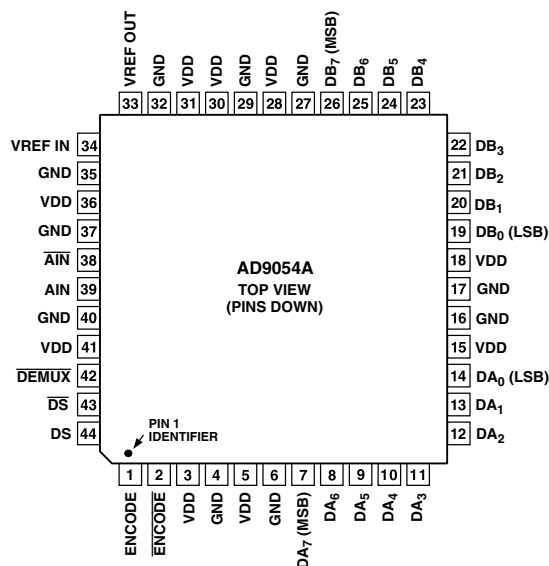 VREF OUT
GND
VDD
VDD
GND
VDD
GND
DB7 (MSB)
DB6
DB5
DB4
33 32 31 30 29 28 27 26 25 24 23
VREF IN 34
GND 35
VDD 36
GND 37
AIN 38
AIN 39
GND 40
VDD 41
DEMUX 42
DS 43
DS 44
22 DB3
21 DB2
20 DB1
19 DB0 (LSB)
18 VDD
17 GND
16 GND
15 VDD
14 DA0 (LSB)
13 DA1
12 DA2
AD9054A
TOP VIEW
(PINS DOWN)
PIN 1
IDENTIFIER
1 2 3 4 5 6 7 8 9 10 11
ENCODE
ENCODE
VDD
GND
VDD
GND
DA7 (MSB)
DA6
DA5
DA4
DA3